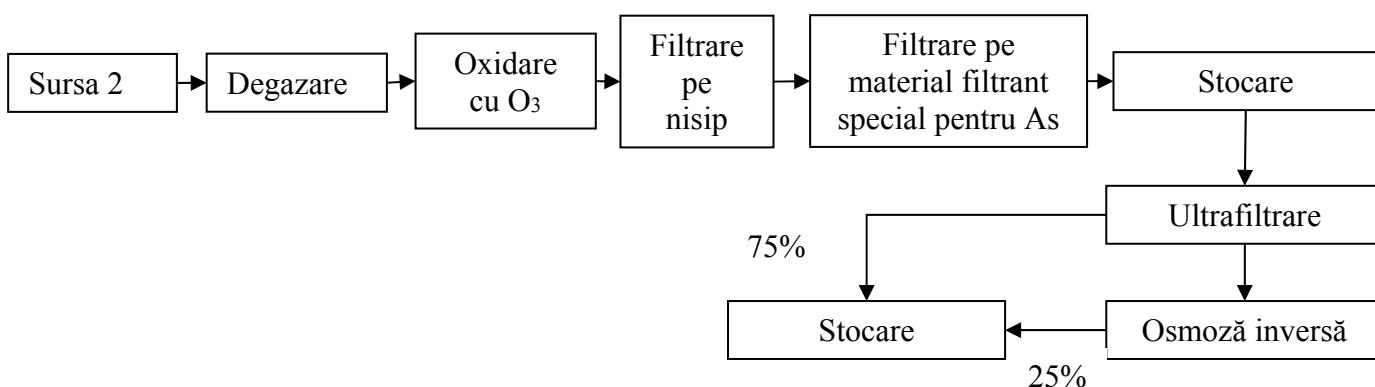 Sursa 2
Degazare
Oxidare
cu O₃
Filtrare
pe
nisip
Filtrare pe
material filtrant
special pentru As
Stocare
Ultrafiltrare
75%
Stocare
Osmoză inversă
25%